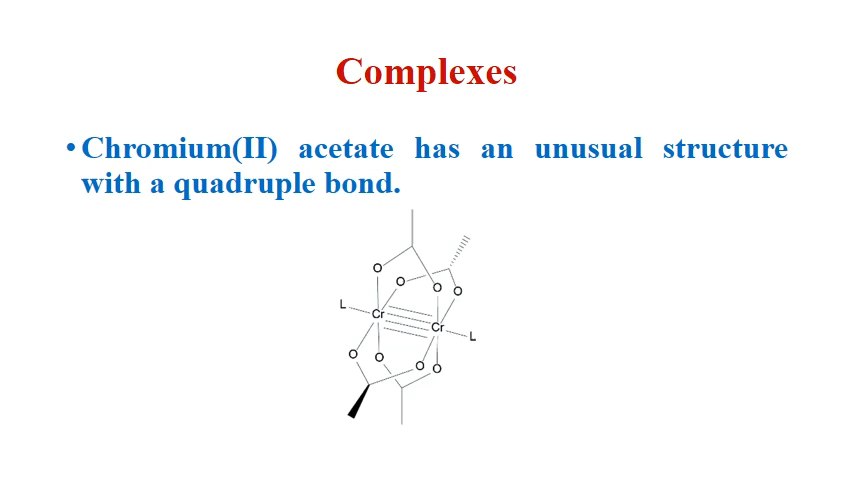 Complexes
• Chromium(II) acetate has an unusual structure
with a quadruple bond.
O
O
O
O
L
Cr
Cr
L
O
O
O
O